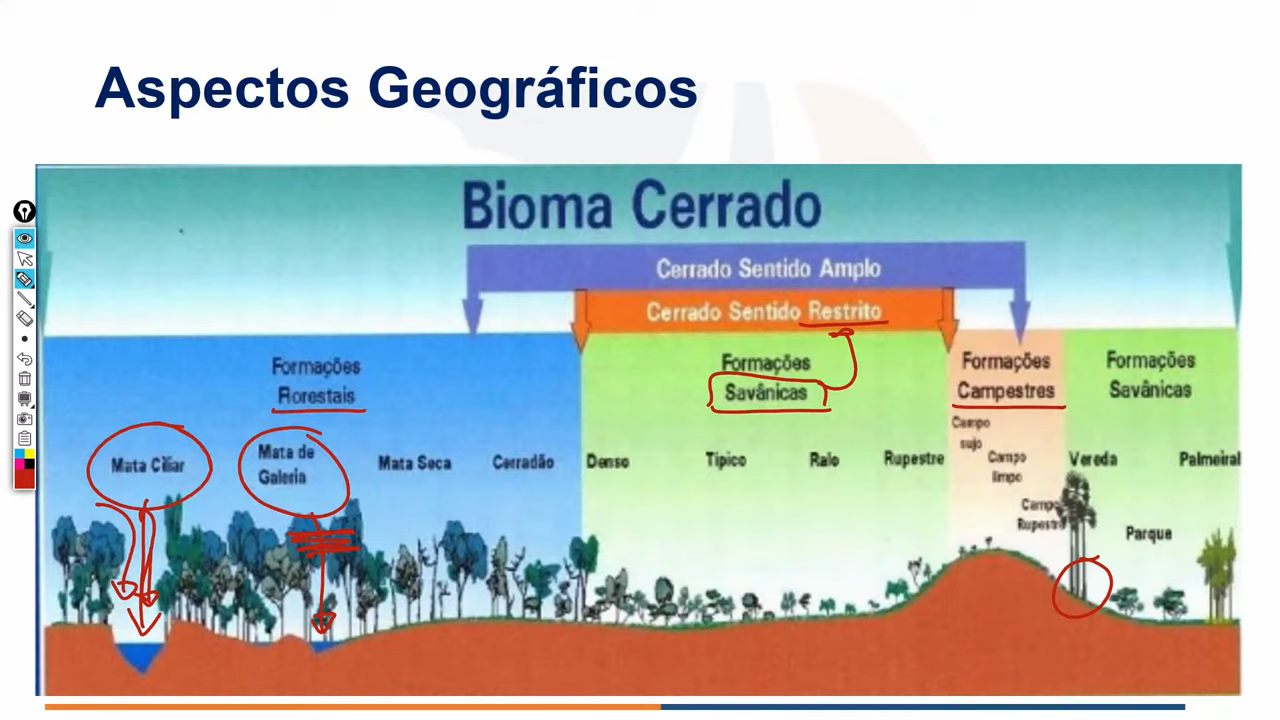 Aspectos Geográficos
Bioma Cerrado
Cerrado Sentido Amplo
Cerrado Sentido Restrito
Formações
Florestais
Formações
Savânicas
Formações
Campestres
Formações
Savânicas
Mata Ciliar
Mata de
Galeria
Mata Seca
Cerradão
Denso
Típico
Ralo
Rupestre
Campo
sujo
Campo
limpo
Campo
Rupestre
Vereda
Parque
Palmeiral